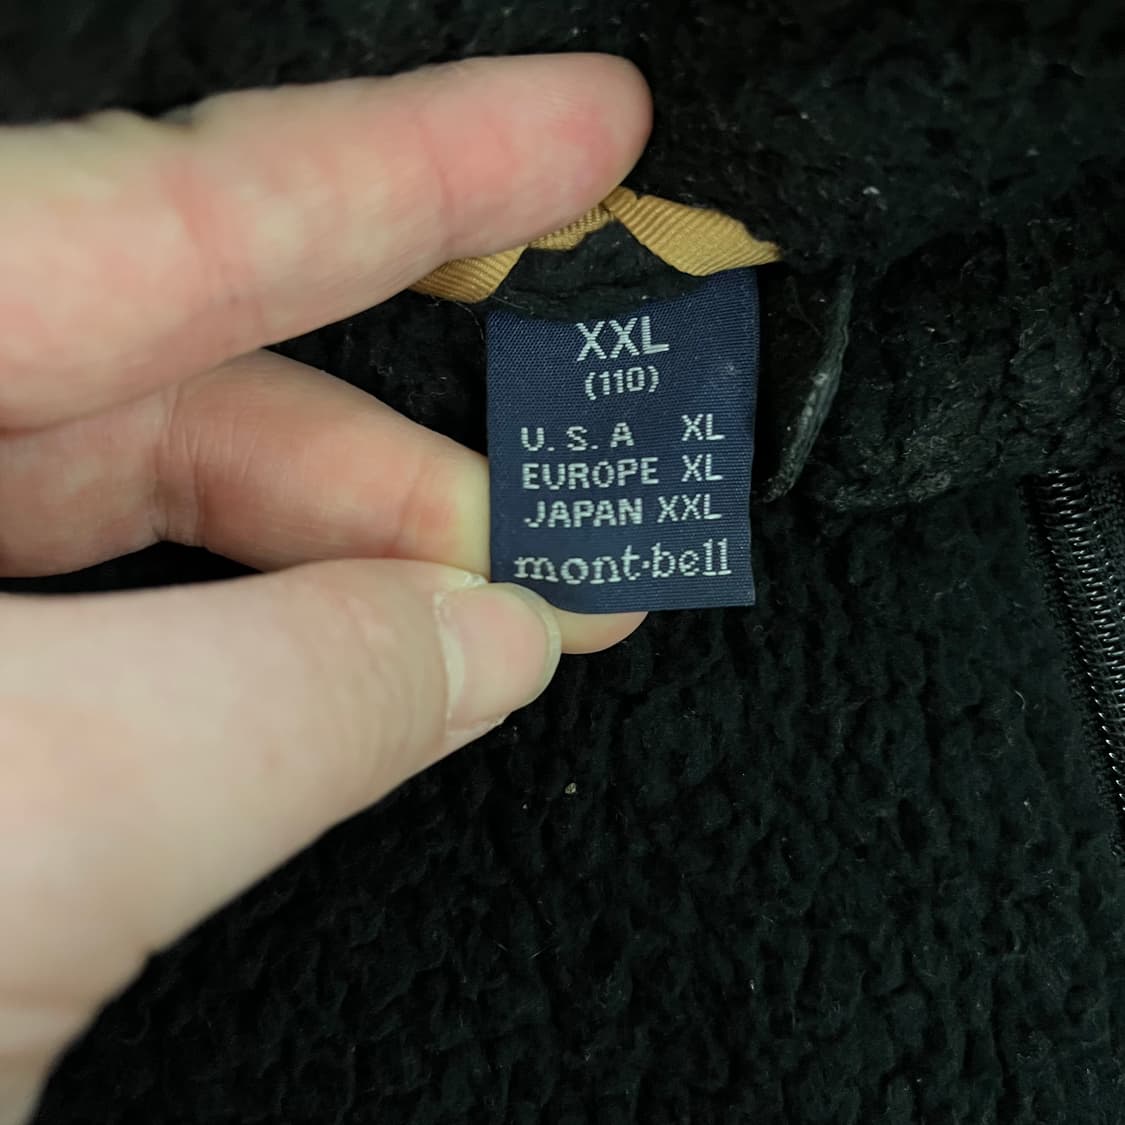 XXL
(110)
U.S.A XL
EUROPE XL
JAPAN XXL
mont·bell